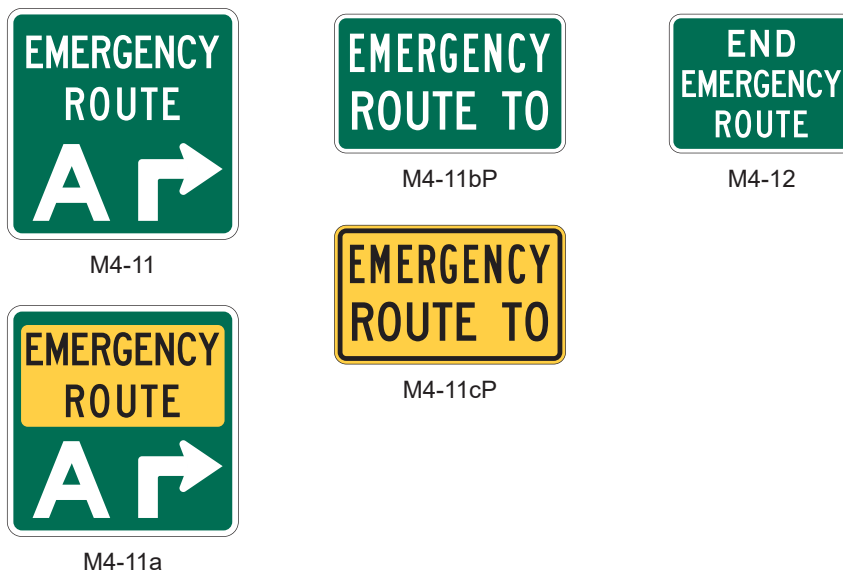 EMERGENCY
ROUTE
A
M4-11
EMERGENCY
ROUTE TO
M4-11bP
END
EMERGENCY
ROUTE
M4-12
EMERGENCY
ROUTE TO
M4-11cP
EMERGENCY
ROUTE
A
M4-11a